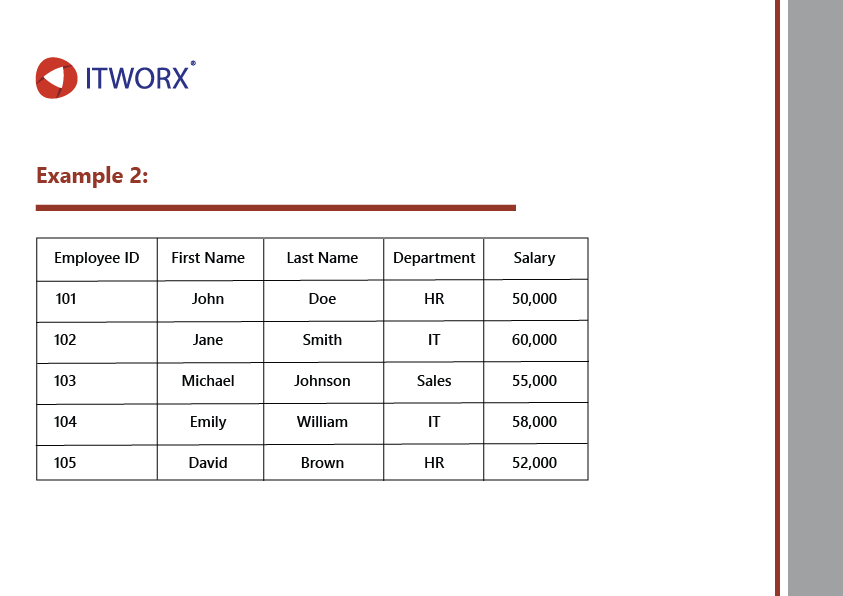 ITWORX®
Example 2:
Employee ID First Name Last Name Department Salary
101 John Doe HR 50,000
102 Jane Smith IT 60,000
103 Michael Johnson Sales 55,000
104 Emily William IT 58,000
105 David Brown HR 52,000